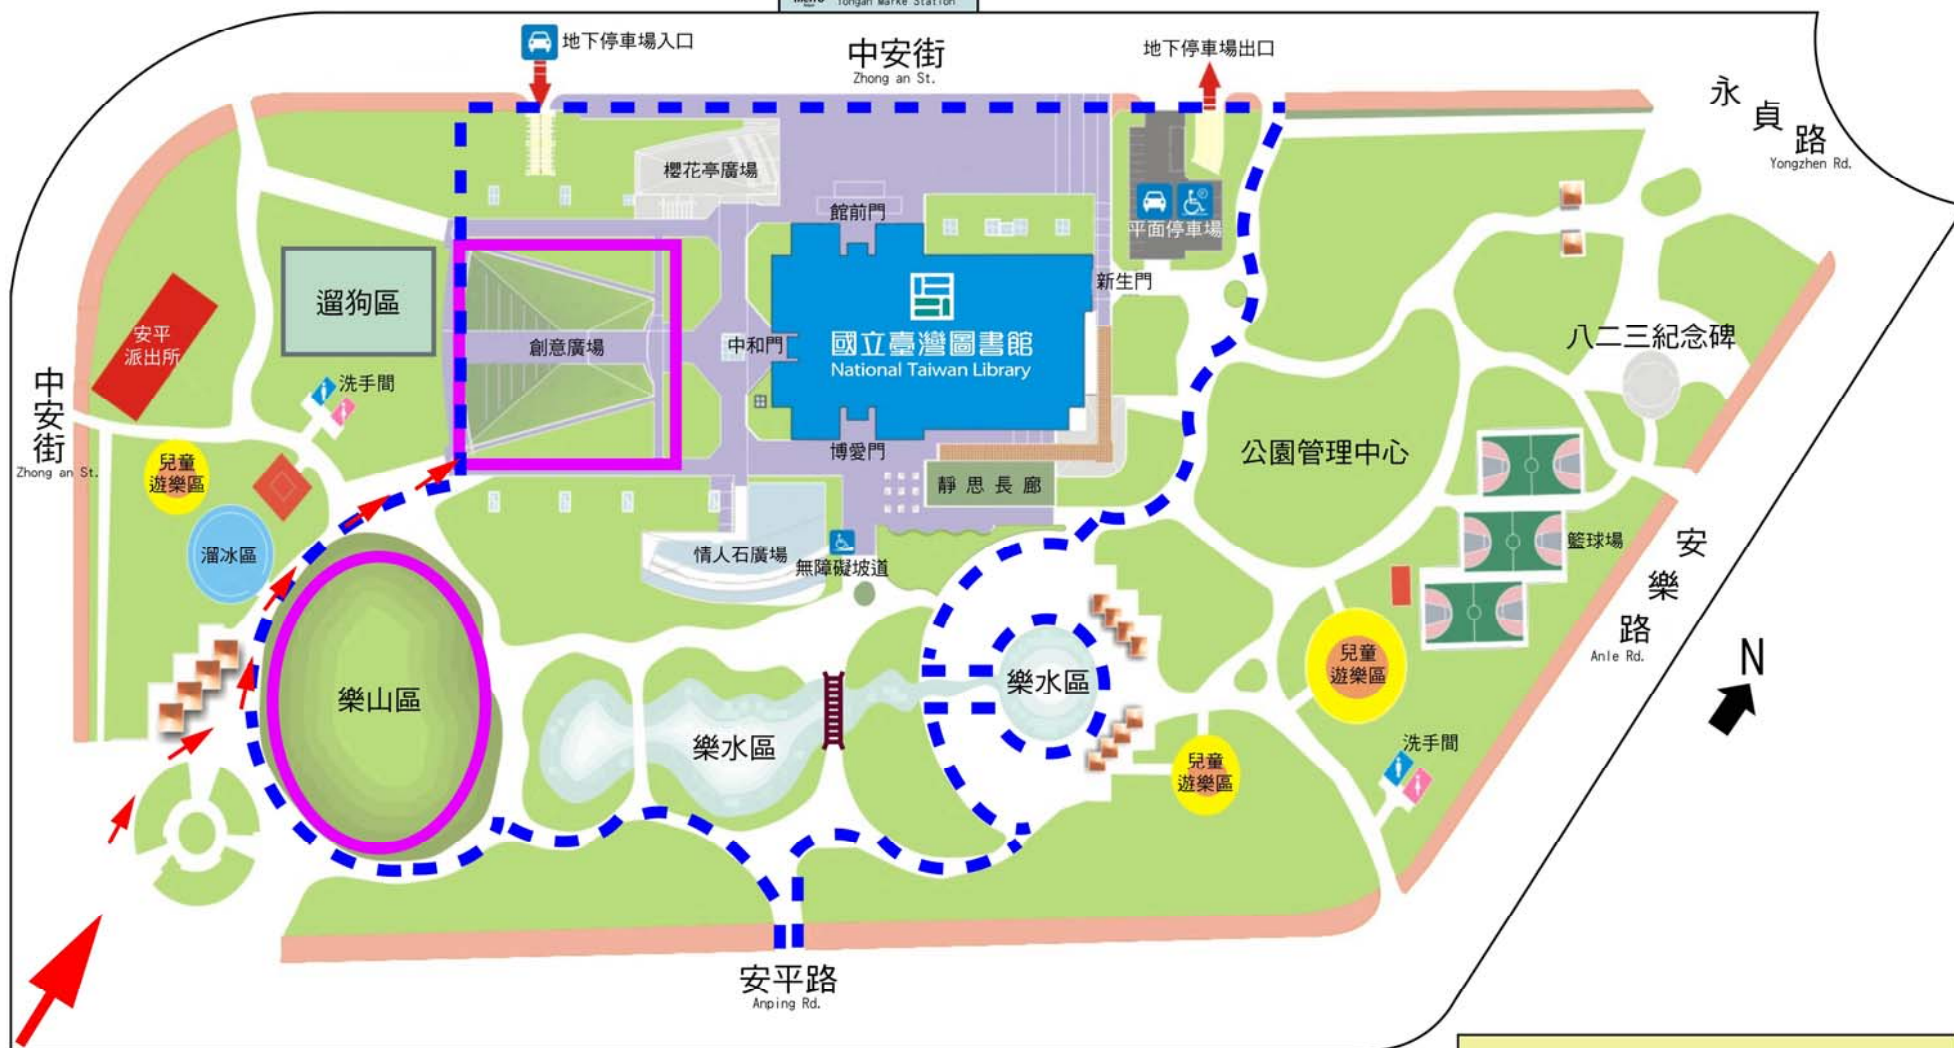 Yongan Marke Station
地下停車場入口
中安街
Zhong an St.
地下停車場出口
永貞路
Yongzhen Rd.
櫻花亭廣場
館前門
平面停車場
新生門
遛狗區
創意廣場
中和門
國立臺灣圖書館
National Taiwan Library
安平
派出所
洗手間
八二三紀念碑
中安街
Zhong an St.
兒童
遊樂區
博愛門
靜思長廊
公園管理中心
溜冰區
情人石廣場
無障礙坡道
籃球場
安樂路
Anle Rd.
樂山區
樂水區
樂水區
兒童
遊樂區
兒童
遊樂區
洗手間
N
安平路
Anping Rd.